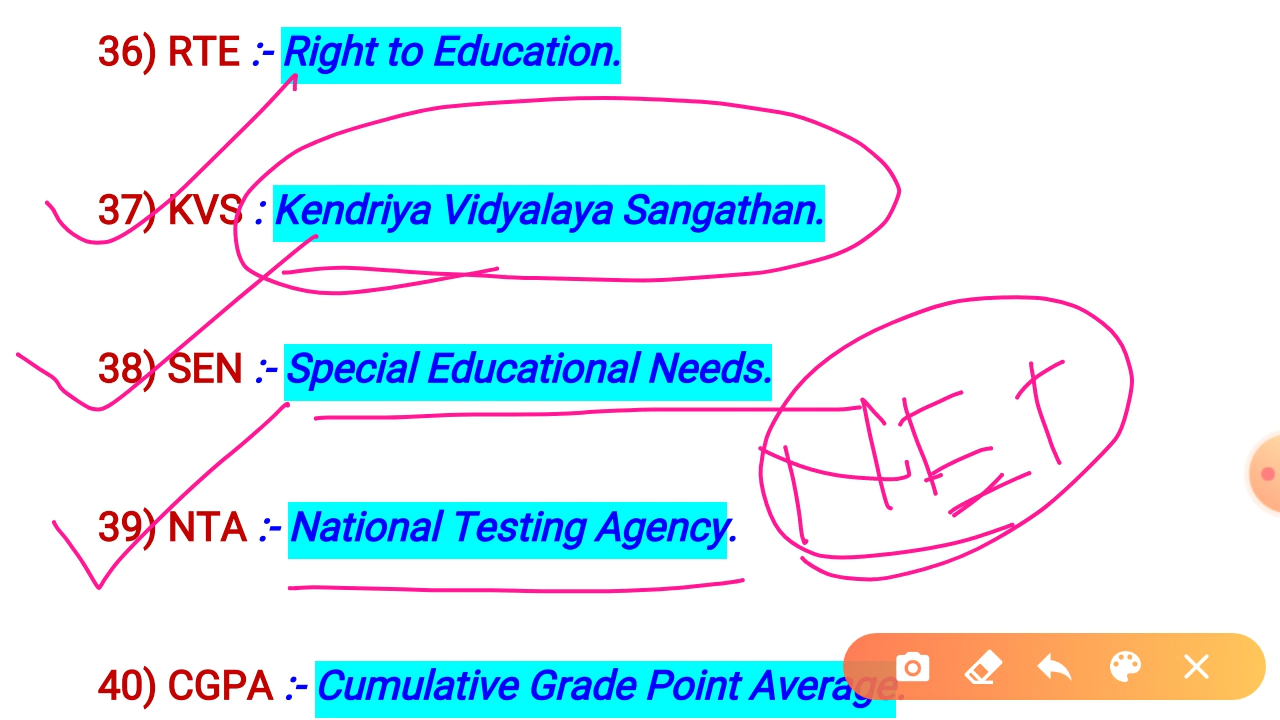 36) RTE :- Right to Education.
37) KVS : Kendriya Vidyalaya Sangathan.
38) SEN :- Special Educational Needs.
NET
39) NTA :- National Testing Agency.
40) CGPA :- Cumulative Grade Point Average.